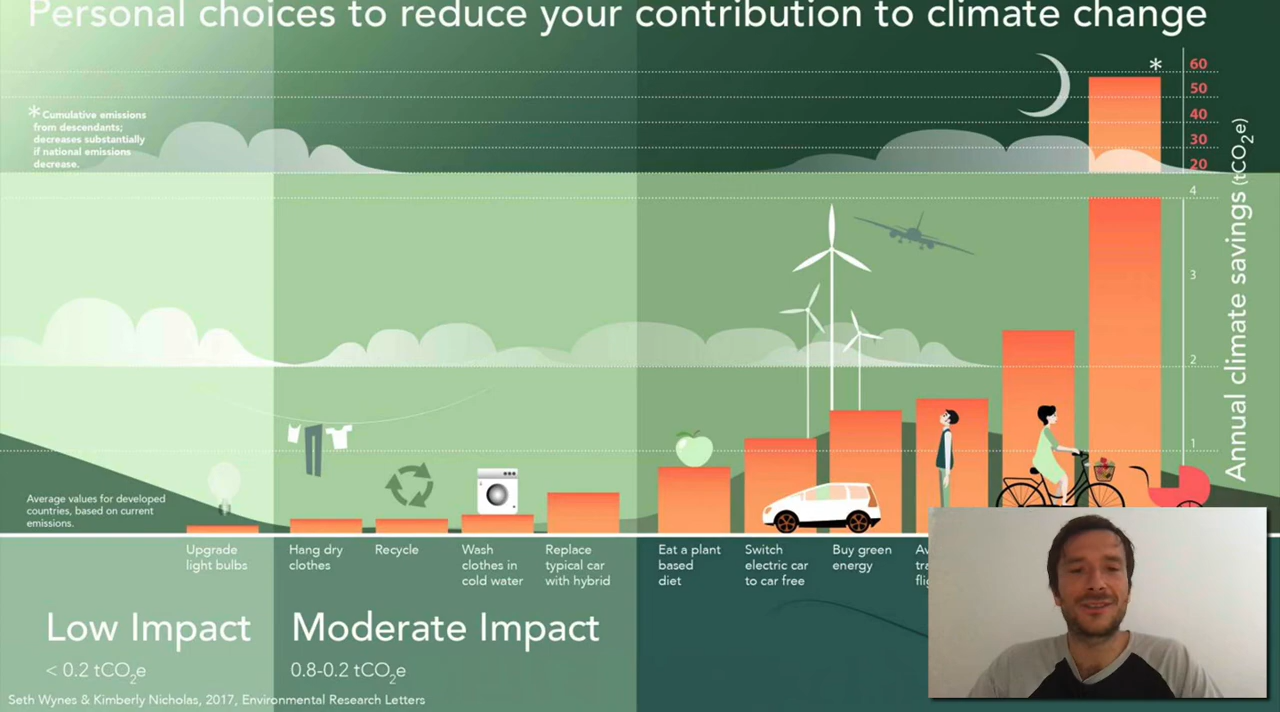 Personal choices to reduce your contribution to climate change
*
60
50
40
30
20
4
3
2
1
Annual climate savings (tCO2e)
*Cumulative emissions
from descendants;
decreases substantially
if national emissions
decrease.
Average values for developed
countries, based on current
emissions.
Upgrade
light bulbs
Hang dry
clothes
Recycle
Wash
clothes in
cold water
Replace
typical car
with hybrid
Eat a plant
based
diet
Switch
electric car
to car free
Buy green
energy
Low Impact
< 0.2 tCO2e
Moderate Impact
0.8-0.2 tCO2e
Seth Wynes & Kimberly Nicholas, 2017, Environmental Research Letters